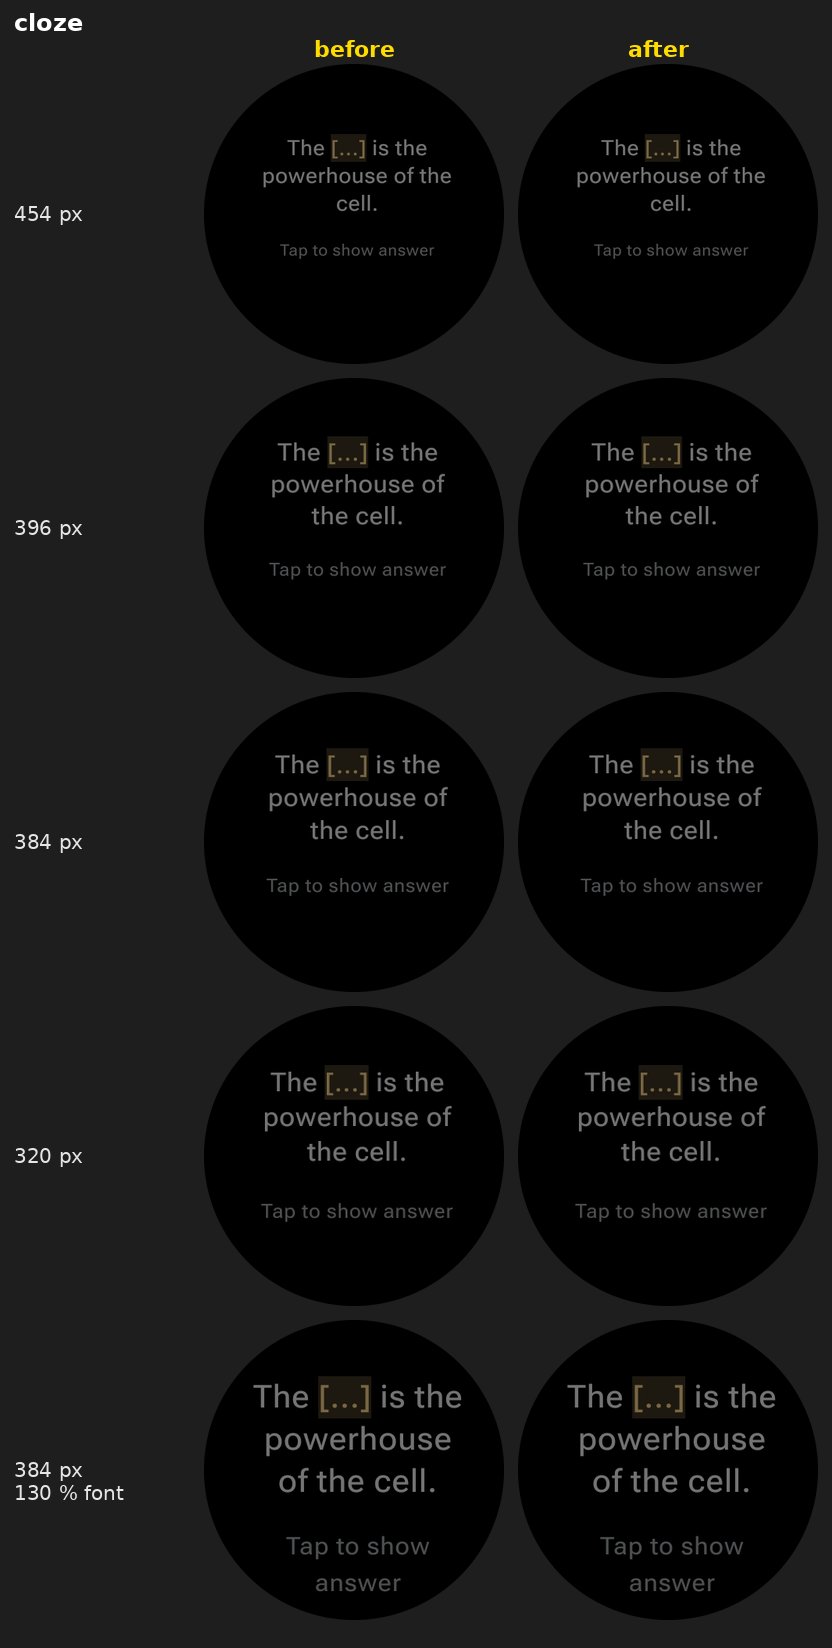 cloze
before after
The [...] is the The [...] is the
powerhouse of the powerhouse of the
cell. cell.
454 px
Tap to show answer Tap to show answer
The [...] is the The [...] is the
powerhouse of powerhouse of
the cell. the cell.
396 px
Tap to show answer Tap to show answer
The [...] is the The [...] is the
powerhouse of powerhouse of
the cell. the cell.
384 px
Tap to show answer Tap to show answer
The [...] is the The [...] is the
powerhouse of powerhouse of
the cell. the cell.
320 px
Tap to show answer Tap to show answer
The [...] is the The [...] is the
powerhouse powerhouse
of the cell. of the cell.
384 px
130 % font
Tap to show Tap to show
answer answer